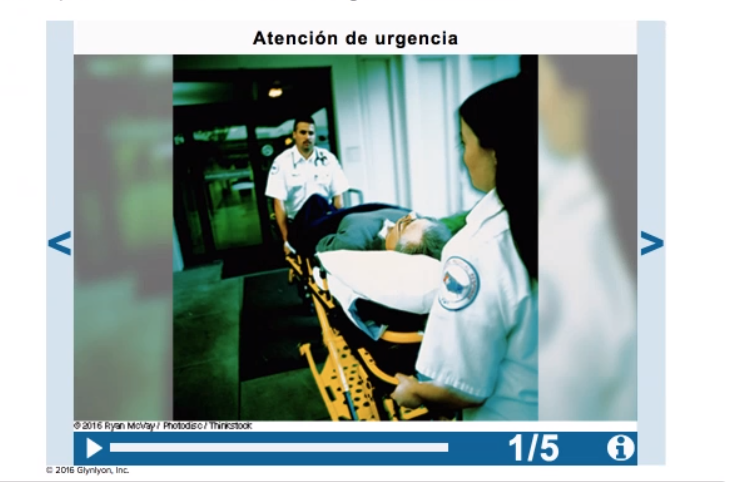 Atención de urgencia
<
>
© 2016 Ryan McVay / Photodisc / Thinkstock
1/5
i
© 2016 Glynlyon, Inc.